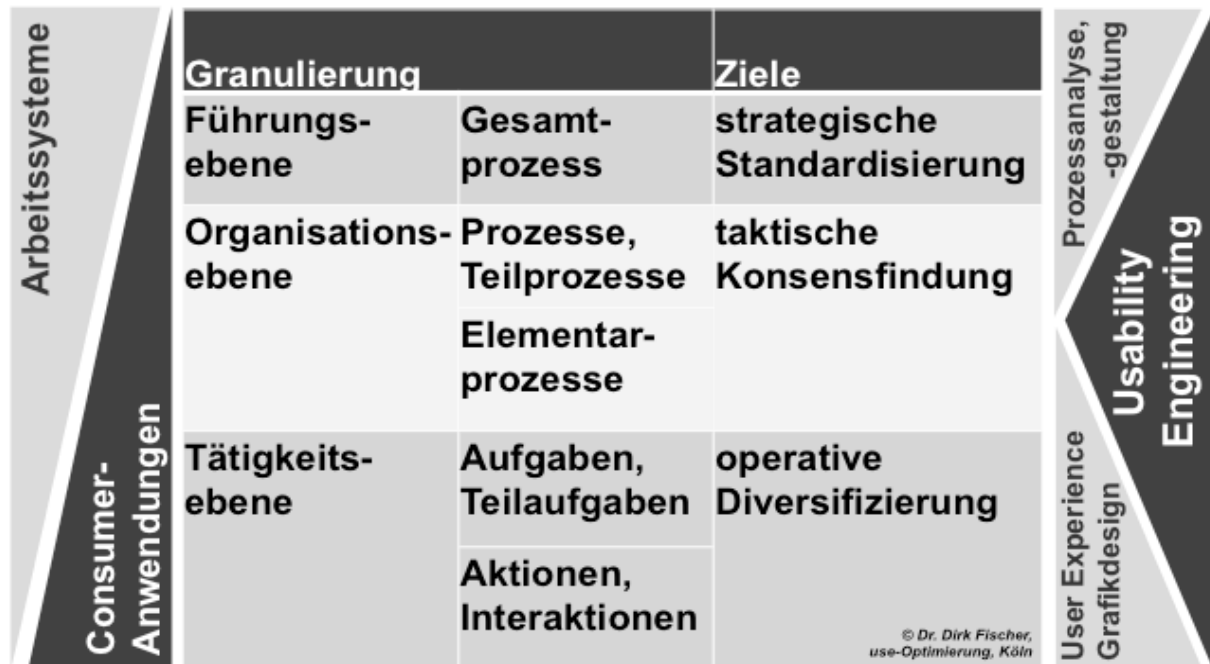 Arbeitssysteme
Consumer-
Anwendungen
Granulierung Ziele
Führungs- Gesamt- strategische
ebene prozess Standardisierung
Organisations- Prozesse, taktische
ebene Teilprozesse Konsensfindung
Elementar-
prozesse
Tätigkeits- Aufgaben, operative
ebene Teilaufgaben Diversifizierung
Aktionen,
Interaktionen
© Dr. Dirk Fischer,
use-Optimierung, Köln
Prozessanalyse,
-gestaltung
Usability
Engineering
User Experience
Grafikdesign